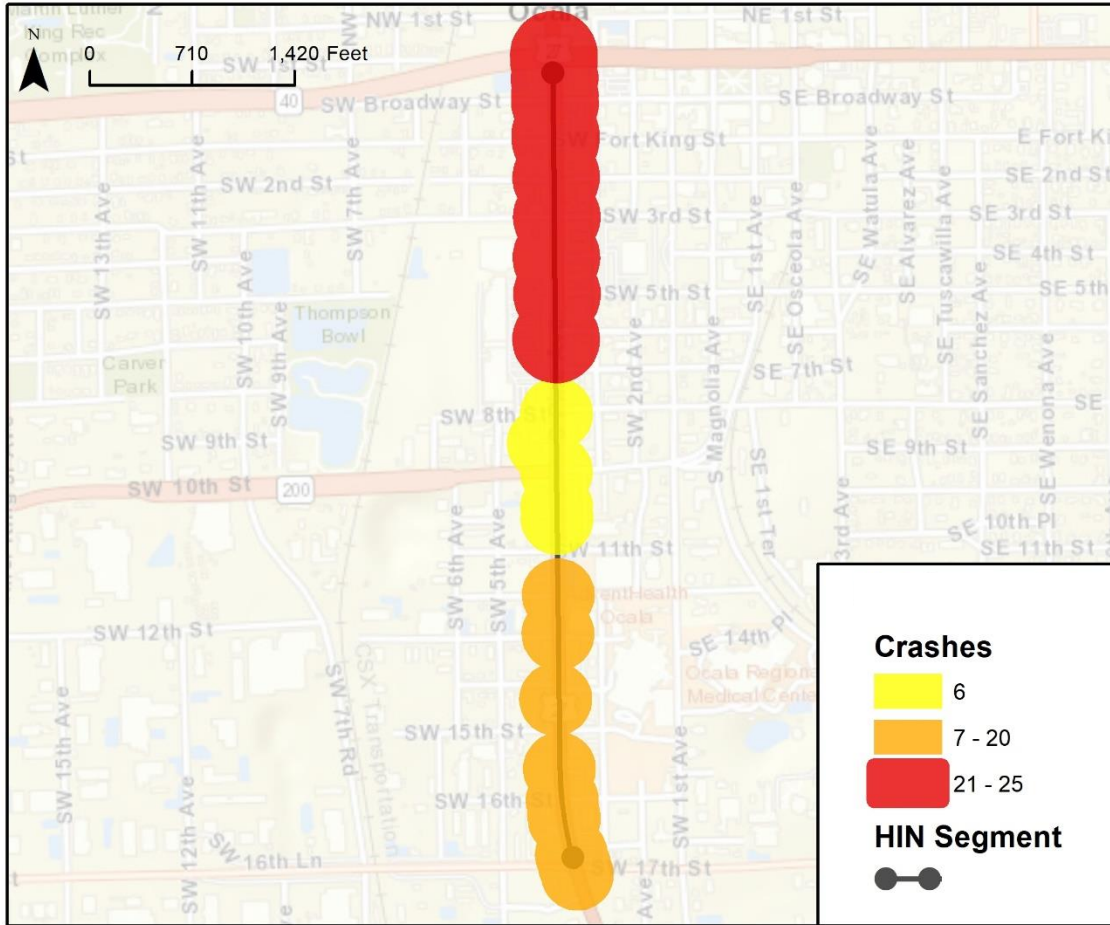 Ocala
NW 1st St
NE 1st St
N
0 710 1,420 Feet
SW 1st St
40
SW Broadway St
SE Broadway St
SW Fort King St
SW 2nd St
SE 2nd St
SW 3rd St
SE 3rd St
SE 4th St
SW 5th St
SE 5th
SW 13th Ave
SW 11th Ave
SW 7th Ave
SW 10th Ave
SW 9th Ave
SE 1st Ave
SE Osceola Ave
SE Watula Ave
SE Alvarez Ave
SE Tuscawilla Ave
SE Sanchez Ave
SE Wenona Ave
Thompson
Bowl
Carver
Park
SW 2nd Ave
S Magnolia Ave
SE 7th St
SW 8th St
SW 9th St
SE 9th St
SW 10th St
200
SE 1st Ter
3rd Ave
SE 10th Pl
SW 11th St
SE 11th St
SW 6th Ave
SW 5th Ave
Ocala
SW 12th St
SE 14th Pl
Ocala Regional
Medical Center
CSX Transportation
SW 7th Rd
SW 15th Ave
SW 12th Ave
SW 15th St
SW 16th St
SW 1st Ave
SW 16th Ln
SW 17th St
Ave
Crashes
6
7 - 20
21 - 25
HIN Segment